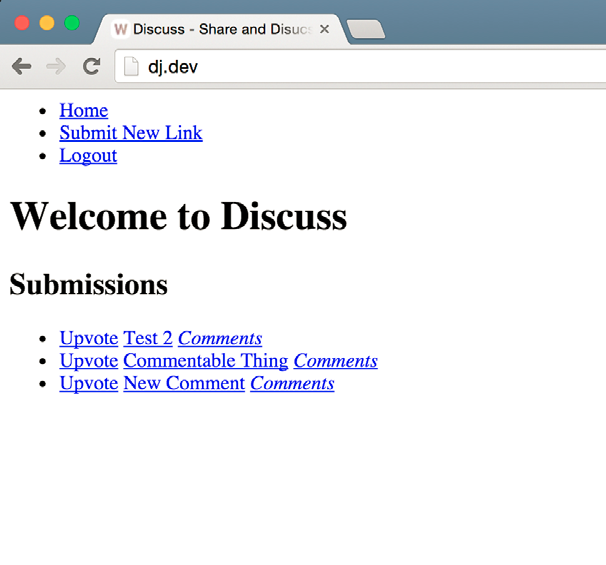 W Discuss - Share and Disuc
dj.dev
Home
Submit New Link
Logout
Welcome to Discuss
Submissions
Upvote Test 2 Comments
Upvote Commentable Thing Comments
Upvote New Comment Comments